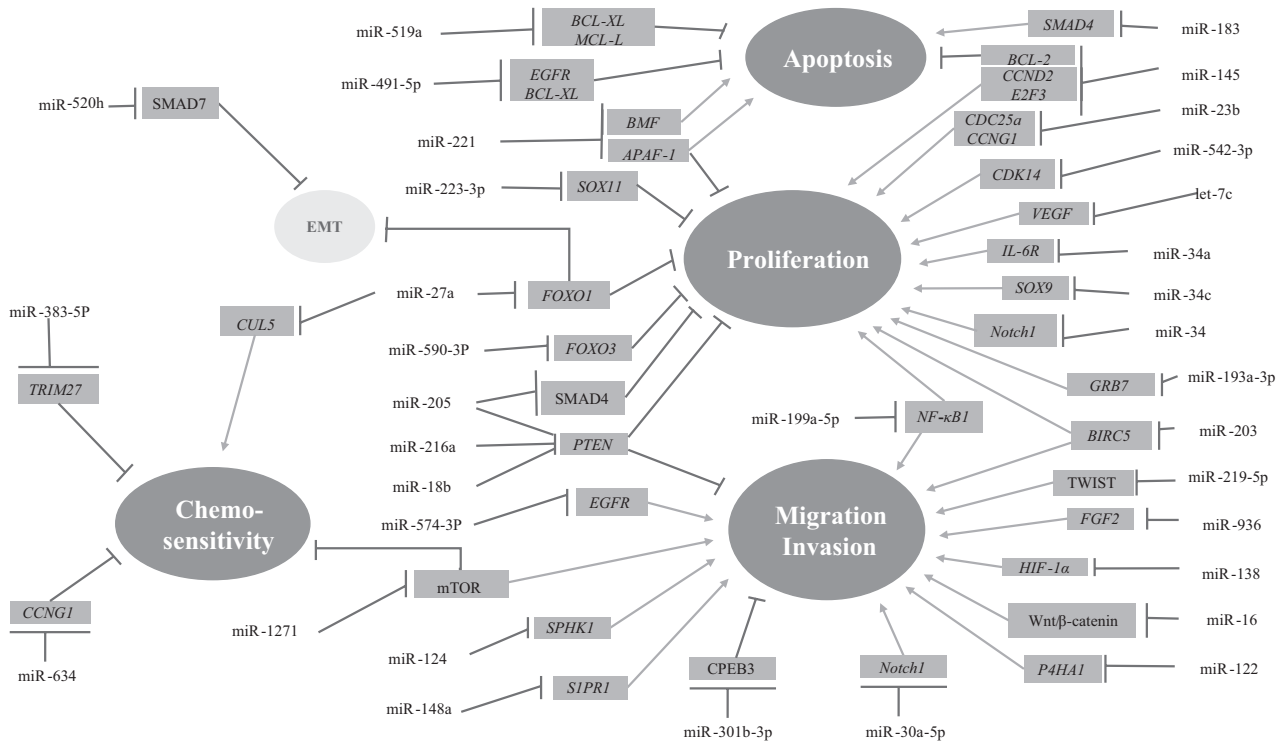 miR-519a
BCL-XL
MCL-L
miR-491-5p
EGFR
BCL-XL
miR-520h
SMAD7
miR-221
BMF
APAF-1
miR-223-3p
SOX11
EMT
Apoptosis
SMAD4
miR-183
BCL-2
CCND2
E2F3
miR-145
CDC25a
CCNG1
miR-23b
CDK14
miR-542-3p
VEGF
let-7c
Proliferation
IL-6R
miR-34a
SOX9
miR-34c
Notch1
miR-34
miR-27a
FOXO1
CUL5
miR-383-5P
TRIM27
miR-590-3P
FOXO3
miR-205
SMAD4
miR-216a
PTEN
miR-18b
miR-574-3P
EGFR
GRB7
miR-193a-3p
miR-199a-5p
NF-κB1
BIRC5
miR-203
TWIST
miR-219-5p
FGF2
miR-936
HIF-1α
miR-138
Wnt/β-catenin
miR-16
P4HA1
miR-122
Chemo-
sensitivity
Migration
Invasion
mTOR
CCNG1
miR-634
miR-1271
SPHK1
miR-124
S1PR1
miR-148a
CPEB3
miR-301b-3p
Notch1
miR-30a-5p